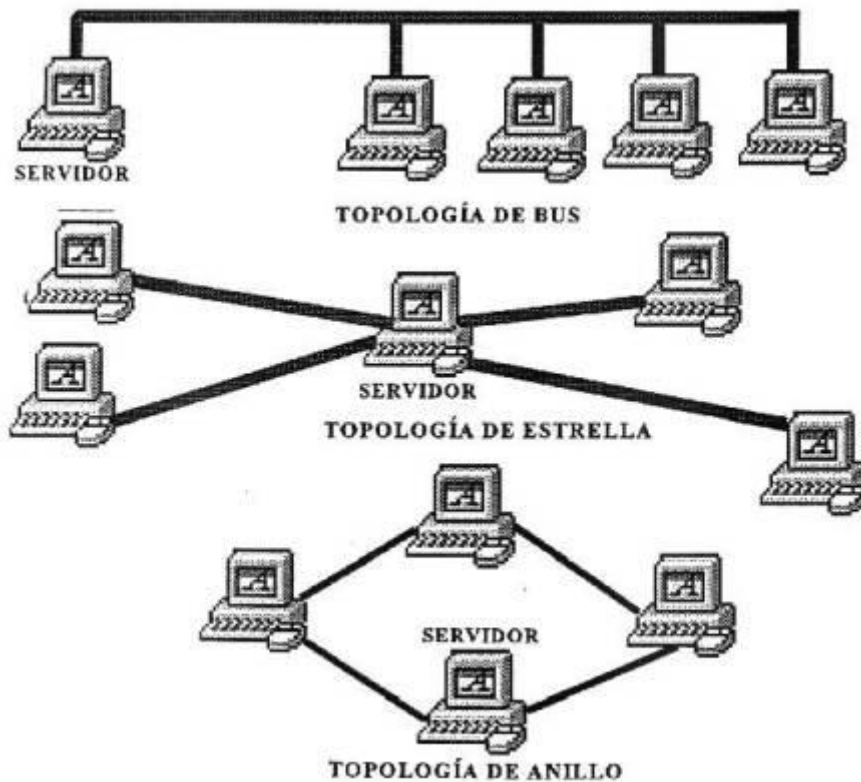 SERVIDOR
TOPOLOGÍA DE BUS
SERVIDOR
TOPOLOGÍA DE ESTRELLA
SERVIDOR
TOPOLOGÍA DE ANILLO